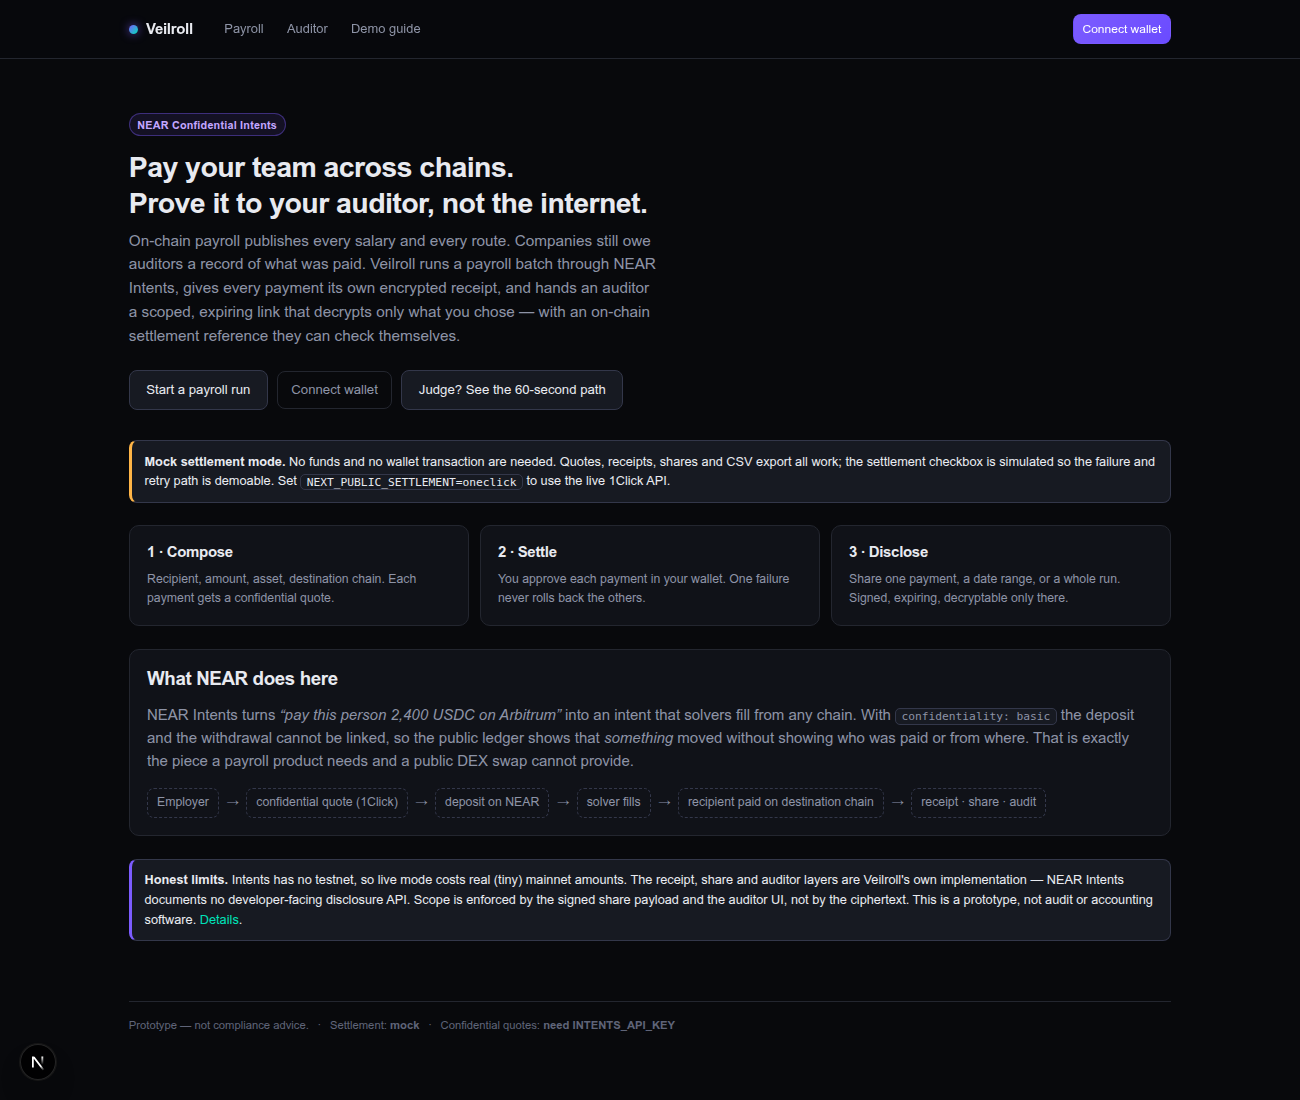 Veilroll
Payroll
Auditor
Demo guide
Connect wallet
NEAR Confidential Intents
Pay your team across chains.
Prove it to your auditor, not the internet.
On-chain payroll publishes every salary and every route. Companies still owe
auditors a record of what was paid. Veilroll runs a payroll batch through NEAR
Intents, gives every payment its own encrypted receipt, and hands an auditor
a scoped, expiring link that decrypts only what you chose — with an on-chain
settlement reference they can check themselves.
Start a payroll run
Connect wallet
Judge? See the 60-second path
Mock settlement mode. No funds and no wallet transaction are needed. Quotes, receipts, shares and CSV export all work; the settlement checkbox is simulated so the failure and
retry path is demoable. Set NEXT_PUBLIC_SETTLEMENT=oneclick to use the live 1Click API.
1 · Compose
Recipient, amount, asset, destination chain. Each
payment gets a confidential quote.
2 · Settle
You approve each payment in your wallet. One failure
never rolls back the others.
3 · Disclose
Share one payment, a date range, or a whole run.
Signed, expiring, decryptable only there.
What NEAR does here
NEAR Intents turns “pay this person 2,400 USDC on Arbitrum” into an intent that solvers fill from any chain. With confidentiality: basic the deposit
and the withdrawal cannot be linked, so the public ledger shows that something moved without showing who was paid or from where. That is exactly
the piece a payroll product needs and a public DEX swap cannot provide.
Employer → confidential quote (1Click) → deposit on NEAR → solver fills → recipient paid on destination chain → receipt · share · audit
Honest limits. Intents has no testnet, so live mode costs real (tiny) mainnet amounts. The receipt, share and auditor layers are Veilroll's own implementation — NEAR Intents
documents no developer-facing disclosure API. Scope is enforced by the signed share payload and the auditor UI, not by the ciphertext. This is a prototype, not audit or accounting
software. Details.
Prototype — not compliance advice. · Settlement: mock · Confidential quotes: need INTENTS_API_KEY
N